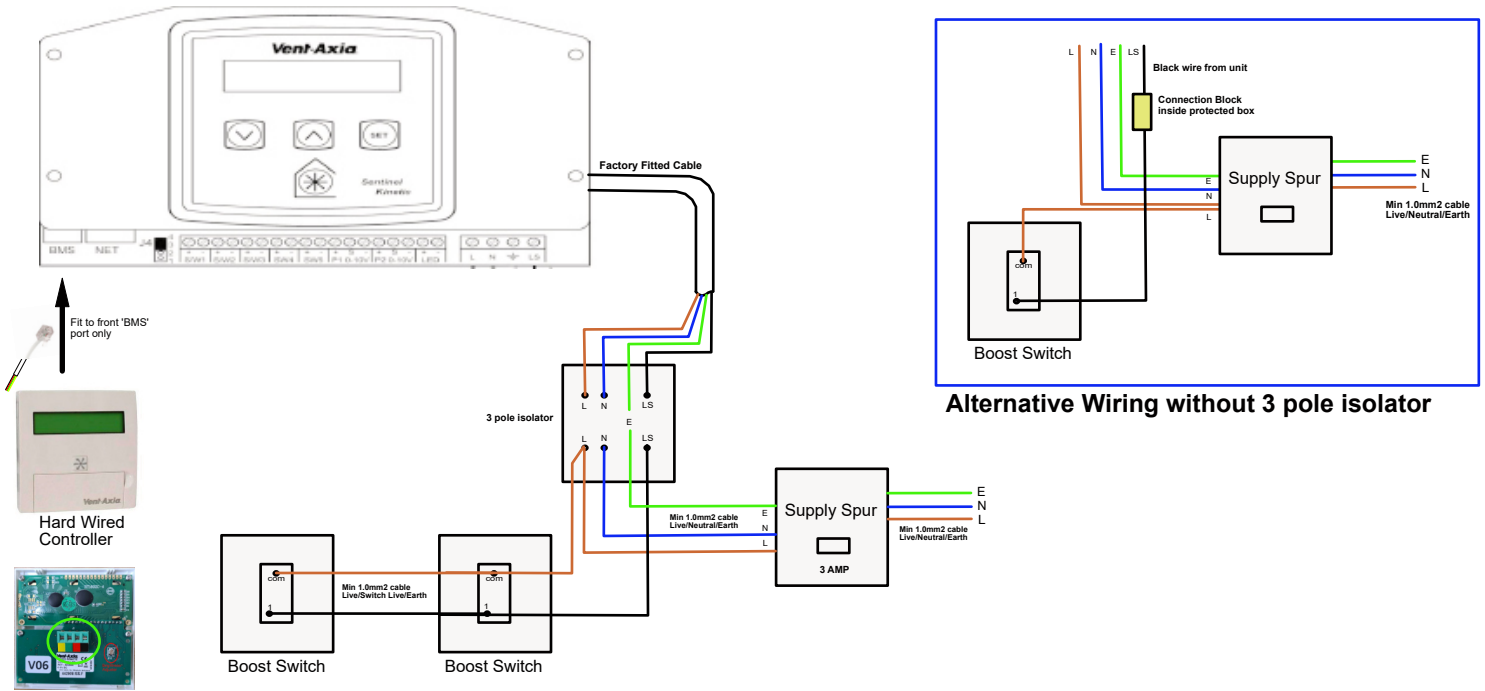 Vent-Axia
SET
Sentinel
Kinetic
BMS
NET
J4
SW1
SW2
SW3
SW4
SW5
P1 0-10V
P2 0-10V
LED
L
N
LS
Factory Fitted Cable
Fit to front 'BMS'
port only
Vent-Axia
Hard Wired
Controller
V06
3 pole isolator
L
N
LS
E
L
N
LS
Min 1.0mm2 cable
Live/Neutral/Earth
E
N
L
Supply Spur
3 AMP
E
N
L
Min 1.0mm2 cable
Live/Neutral/Earth
com
1
Min 1.0mm2 cable
Live/Switch Live/Earth
com
1
Boost Switch
Boost Switch
L
N
E
LS
Black wire from unit
Connection Block
inside protected box
E
N
L
Supply Spur
E
N
L
Min 1.0mm2 cable
Live/Neutral/Earth
com
1
Boost Switch
Alternative Wiring without 3 pole isolator